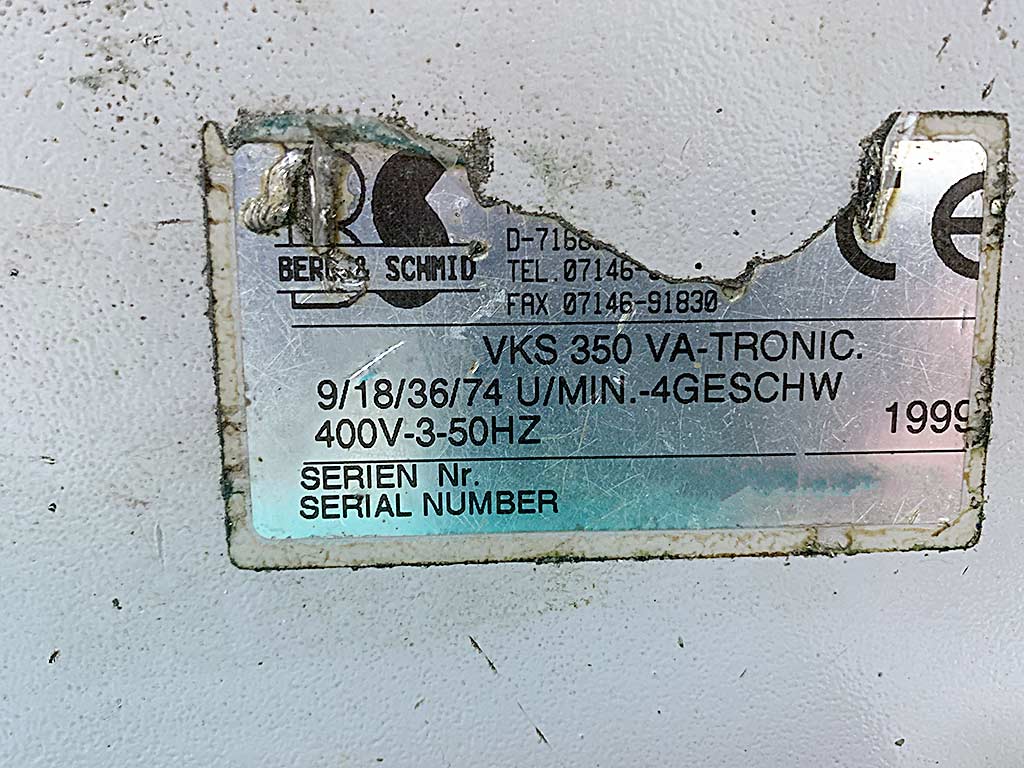 BS
BERG & SCHMID
D-7168
TEL. 07146-
FAX 07146-91830
CE
VKS 350 VA-TRONIC.
9/18/36/74 U/MIN.-4GESCHW
400V-3-50HZ
1999
SERIEN Nr.
SERIAL NUMBER